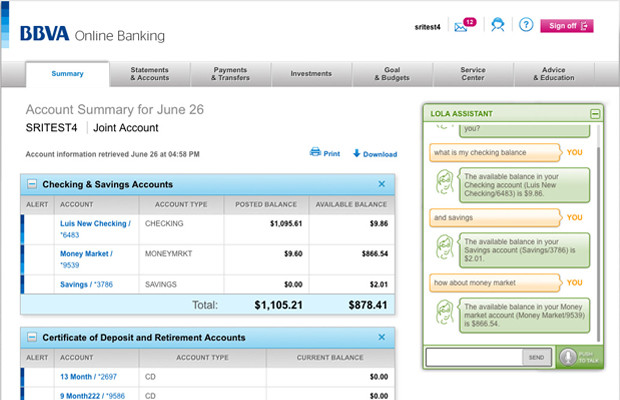 BBVA Online Banking
sritest4
12
?
Sign off
Summary
Statements
& Accounts
Payments
& Transfers
Investments
Goal
& Budgets
Service
Center
Advice
& Education
Account Summary for June 26
SRITEST4 Joint Account
Account information retrieved June 26 at 04:58 PM
Print
Download
Checking & Savings Accounts
ALERT ACCOUNT ACCOUNT TYPE POSTED BALANCE AVAILABLE BALANCE
Luis New Checking / CHECKING $1,095.61 $9.86
*6483
Money Market / MONEYMRKT $9.60 $866.54
*9539
Savings / *3786 SAVINGS $0.00 $2.01
Total: $1,105.21 $878.41
Certificate of Deposit and Retirement Accounts
ALERT ACCOUNT ACCOUNT TYPE CURRENT BALANCE
13 Month / *2697 CD $0.00
9 Month222 / *9586 CD $0.00
LOLA ASSISTANT
you?
what is my checking balance YOU
The available balance in your
Checking account (Luis New
Checking/6483) is $9.86.
and savings YOU
The available balance in your
Savings account (Savings/3786) is
$2.01.
how about money market YOU
The available balance in your Money
market account (Money Market/9539)
is $866.54.
SEND
PUSH
TO TALK